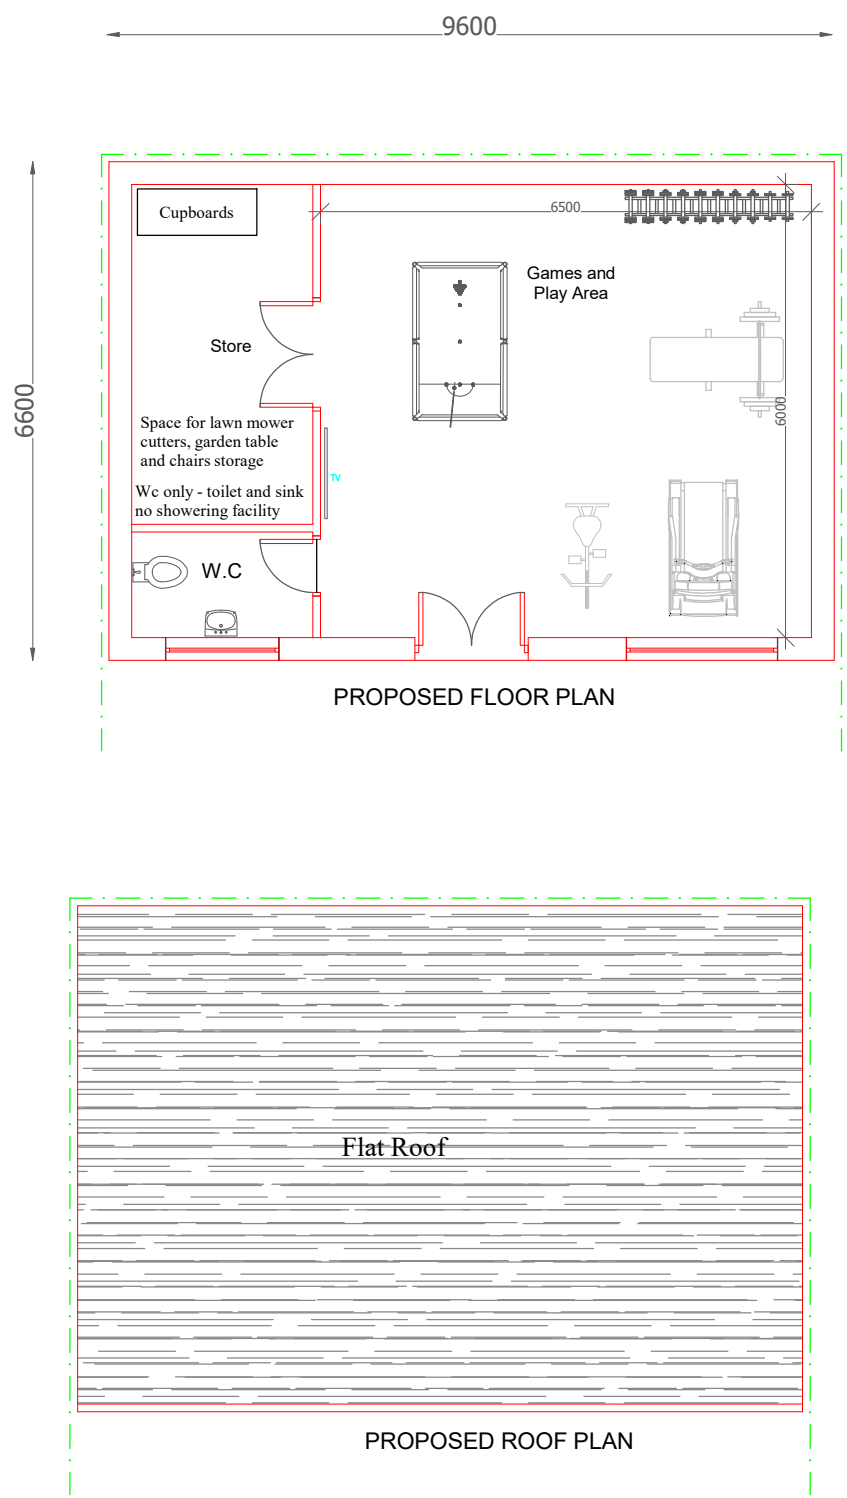 9600
Cupboards
6500
Games and
Play Area
Store
6600
6000
Space for lawn mower
cutters, garden table
and chairs storage
TV
Wc only - toilet and sink
no showering facility
W.C
PROPOSED FLOOR PLAN
Flat Roof
PROPOSED ROOF PLAN